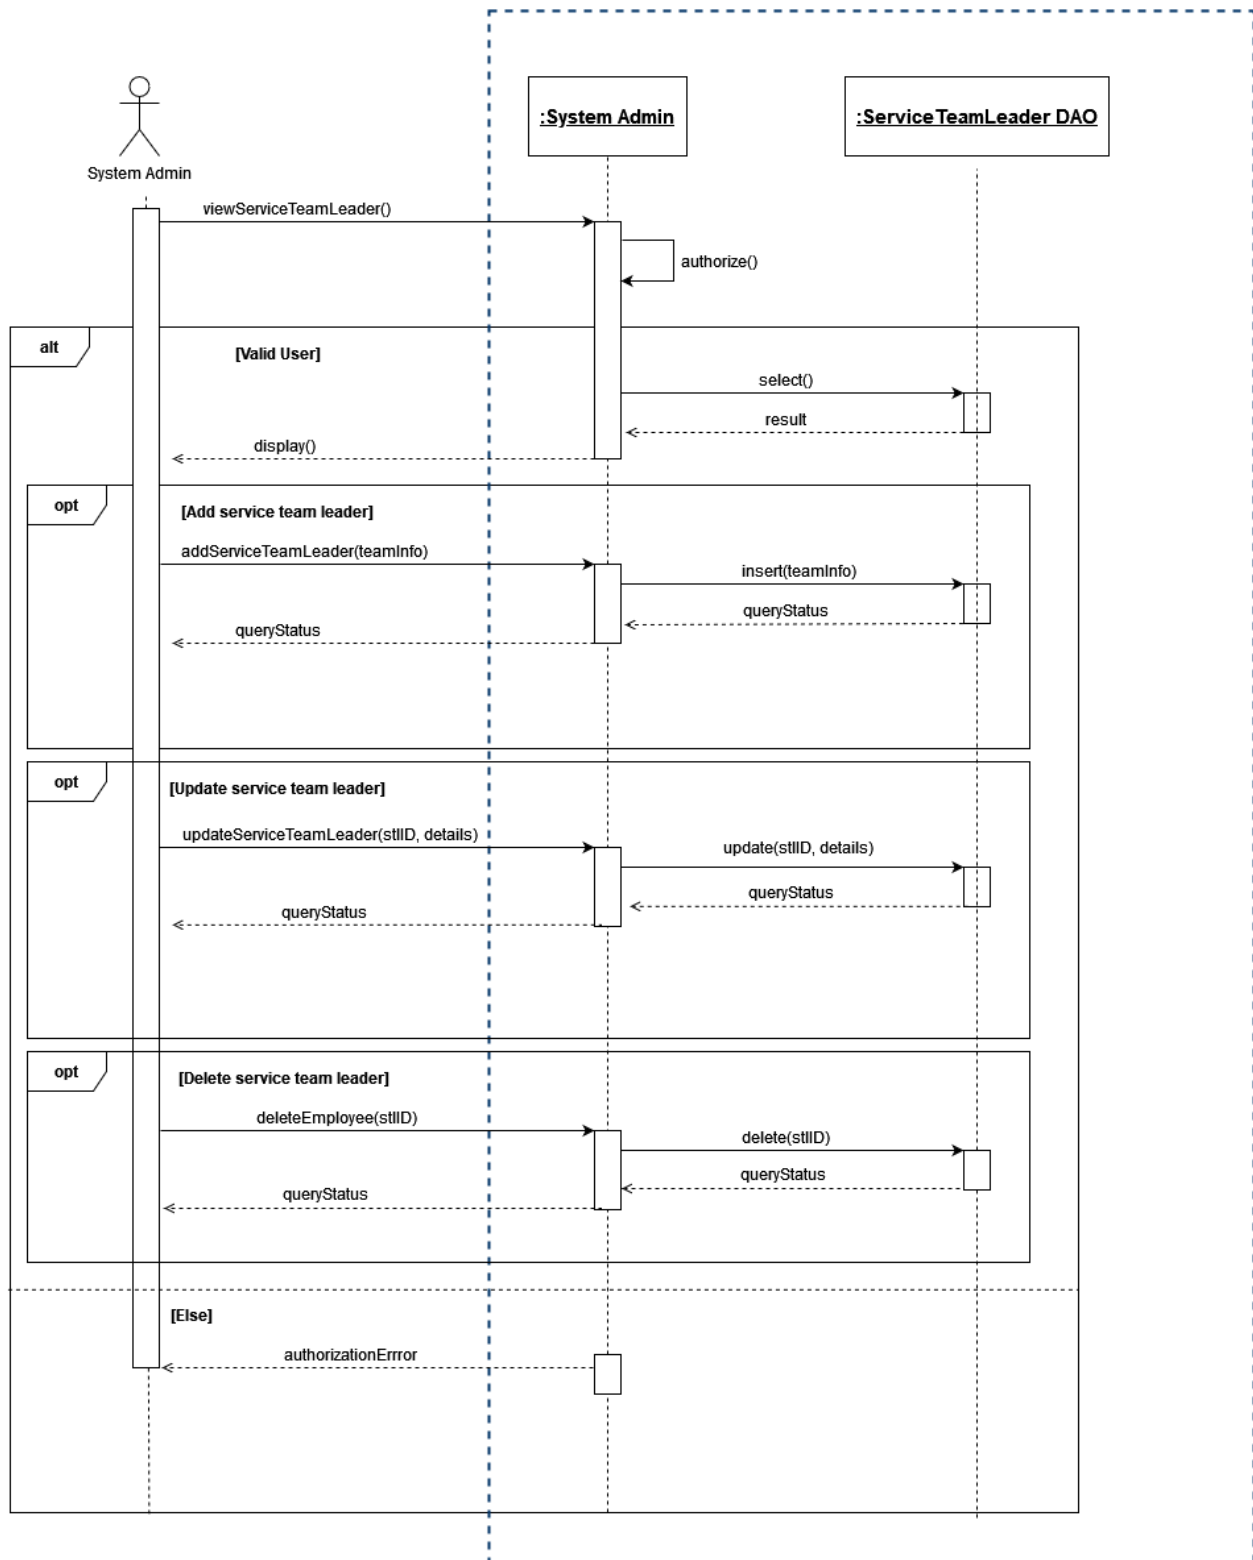 :System Admin
:ServiceTeamLeader DAO
System Admin
viewServiceTeamLeader()
authorize()
alt
[Valid User]
select()
result
display()
opt
[Add service team leader]
addServiceTeamLeader(teamInfo)
insert(teamInfo)
queryStatus
queryStatus
opt
[Update service team leader]
updateServiceTeamLeader(stlID, details)
update(stlID, details)
queryStatus
queryStatus
opt
[Delete service team leader]
deleteEmployee(stlID)
delete(stlID)
queryStatus
queryStatus
[Else]
authorizationErrror